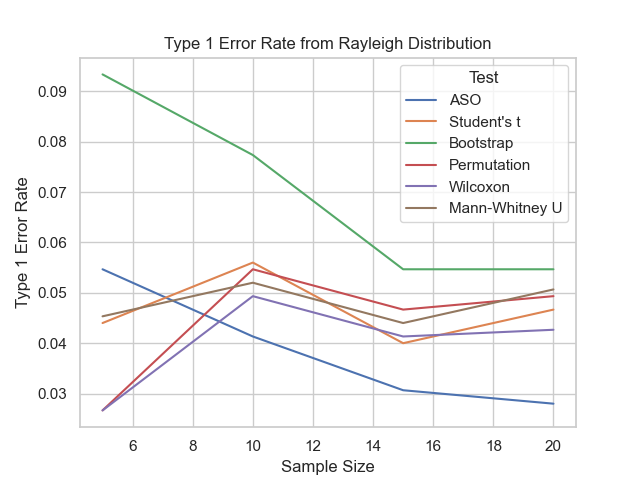 Type 1 Error Rate from Rayleigh Distribution
Test
ASO
Student's t
Bootstrap
Permutation
Wilcoxon
Mann-Whitney U
Type 1 Error Rate
0.09
0.08
0.07
0.06
0.05
0.04
0.03
6 8 10 12 14 16 18 20
Sample Size